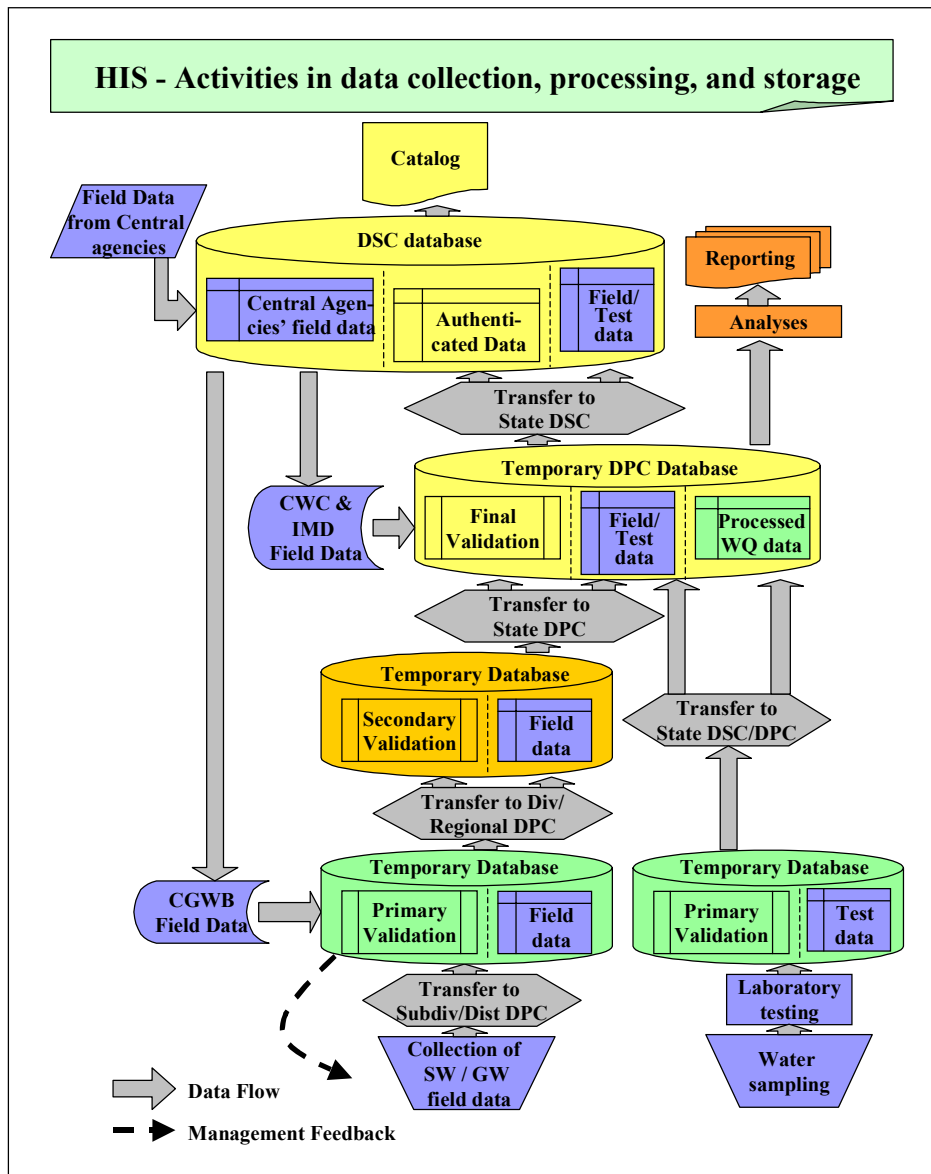 HIS - Activities in data collection, processing, and storage
Catalog
Field Data
from Central
agencies
DSC database
Central Agen-
cies' field data
Authenti-
cated Data
Field/
Test
data
Reporting
Analyses
Transfer to
State DSC
Temporary DPC Database
CWC &
IMD
Field Data
Final
Validation
Field/
Test
data
Processed
WQ data
Transfer to
State DPC
Temporary Database
Secondary
Validation
Field
data
Transfer to
State DSC/DPC
Transfer to Div/
Regional DPC
Temporary Database
CGWB
Field Data
Primary
Validation
Field
data
Temporary Database
Primary
Validation
Test
data
Transfer to
Subdiv/Dist DPC
Laboratory
testing
Collection of
SW / GW
field data
Water
sampling
Data Flow
Management Feedback